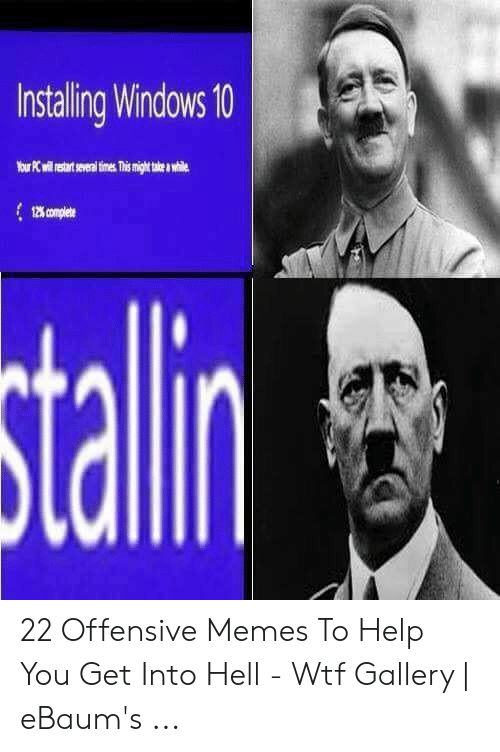 Installing Windows 10
Your PC will restart several times. This might take a while.
12% complete
stallin
22 Offensive Memes To Help
You Get Into Hell - Wtf Gallery |
eBaum's ...